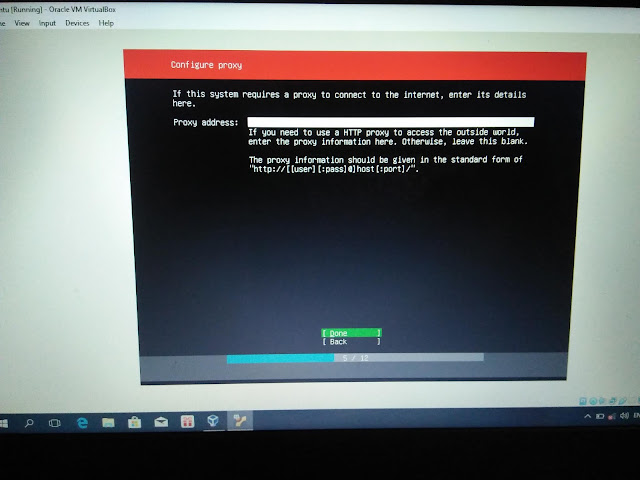 [Running] - Oracle VM VirtualBox
View Input Devices Help
Configure proxy
If this system requires a proxy to connect to the internet, enter its details
here.
Proxy address:
If you need to use a HTTP proxy to access the outside world,
enter the proxy information here. Otherwise, leave this blank.
The proxy information should be given in the standard form of
"http://[[user][:pass]@]host[:port]/".
[ Done ]
[ Back ]
5 / 12